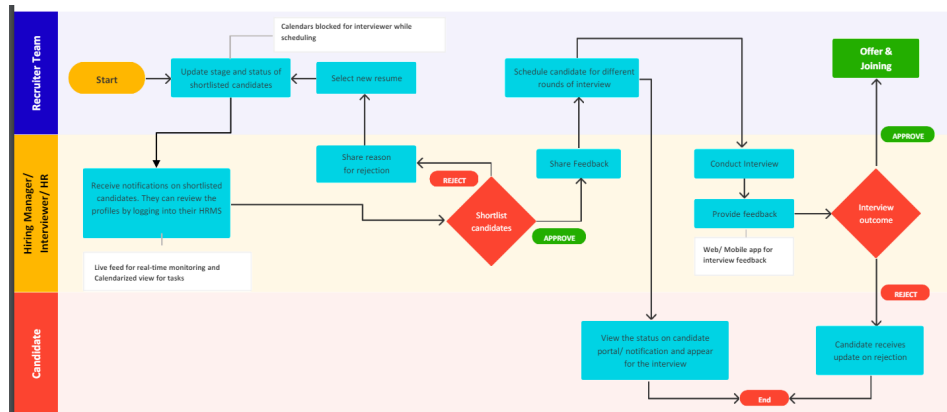 Recruiter Team
Calendars blocked for interviewer while
scheduling
Start
Update stage and status of
shortlisted candidates
Select new resume
Schedule candidate for different
rounds of interview
Offer &
Joining
APPROVE
Hiring Manager/
Interviewer/ HR
Receive notifications on shortlisted
candidates. They can review the
profiles by logging into their HRMS
Live feed for real-time monitoring and
Calendarized view for tasks
Share reason
for rejection
REJECT
Shortlist
candidates
APPROVE
Share Feedback
Conduct Interview
Provide feedback
Web/ Mobile app for
interview feedback
Interview
outcome
REJECT
Candidate
View the status on candidate
portal/ notification and appear
for the interview
Candidate receives
update on rejection
End